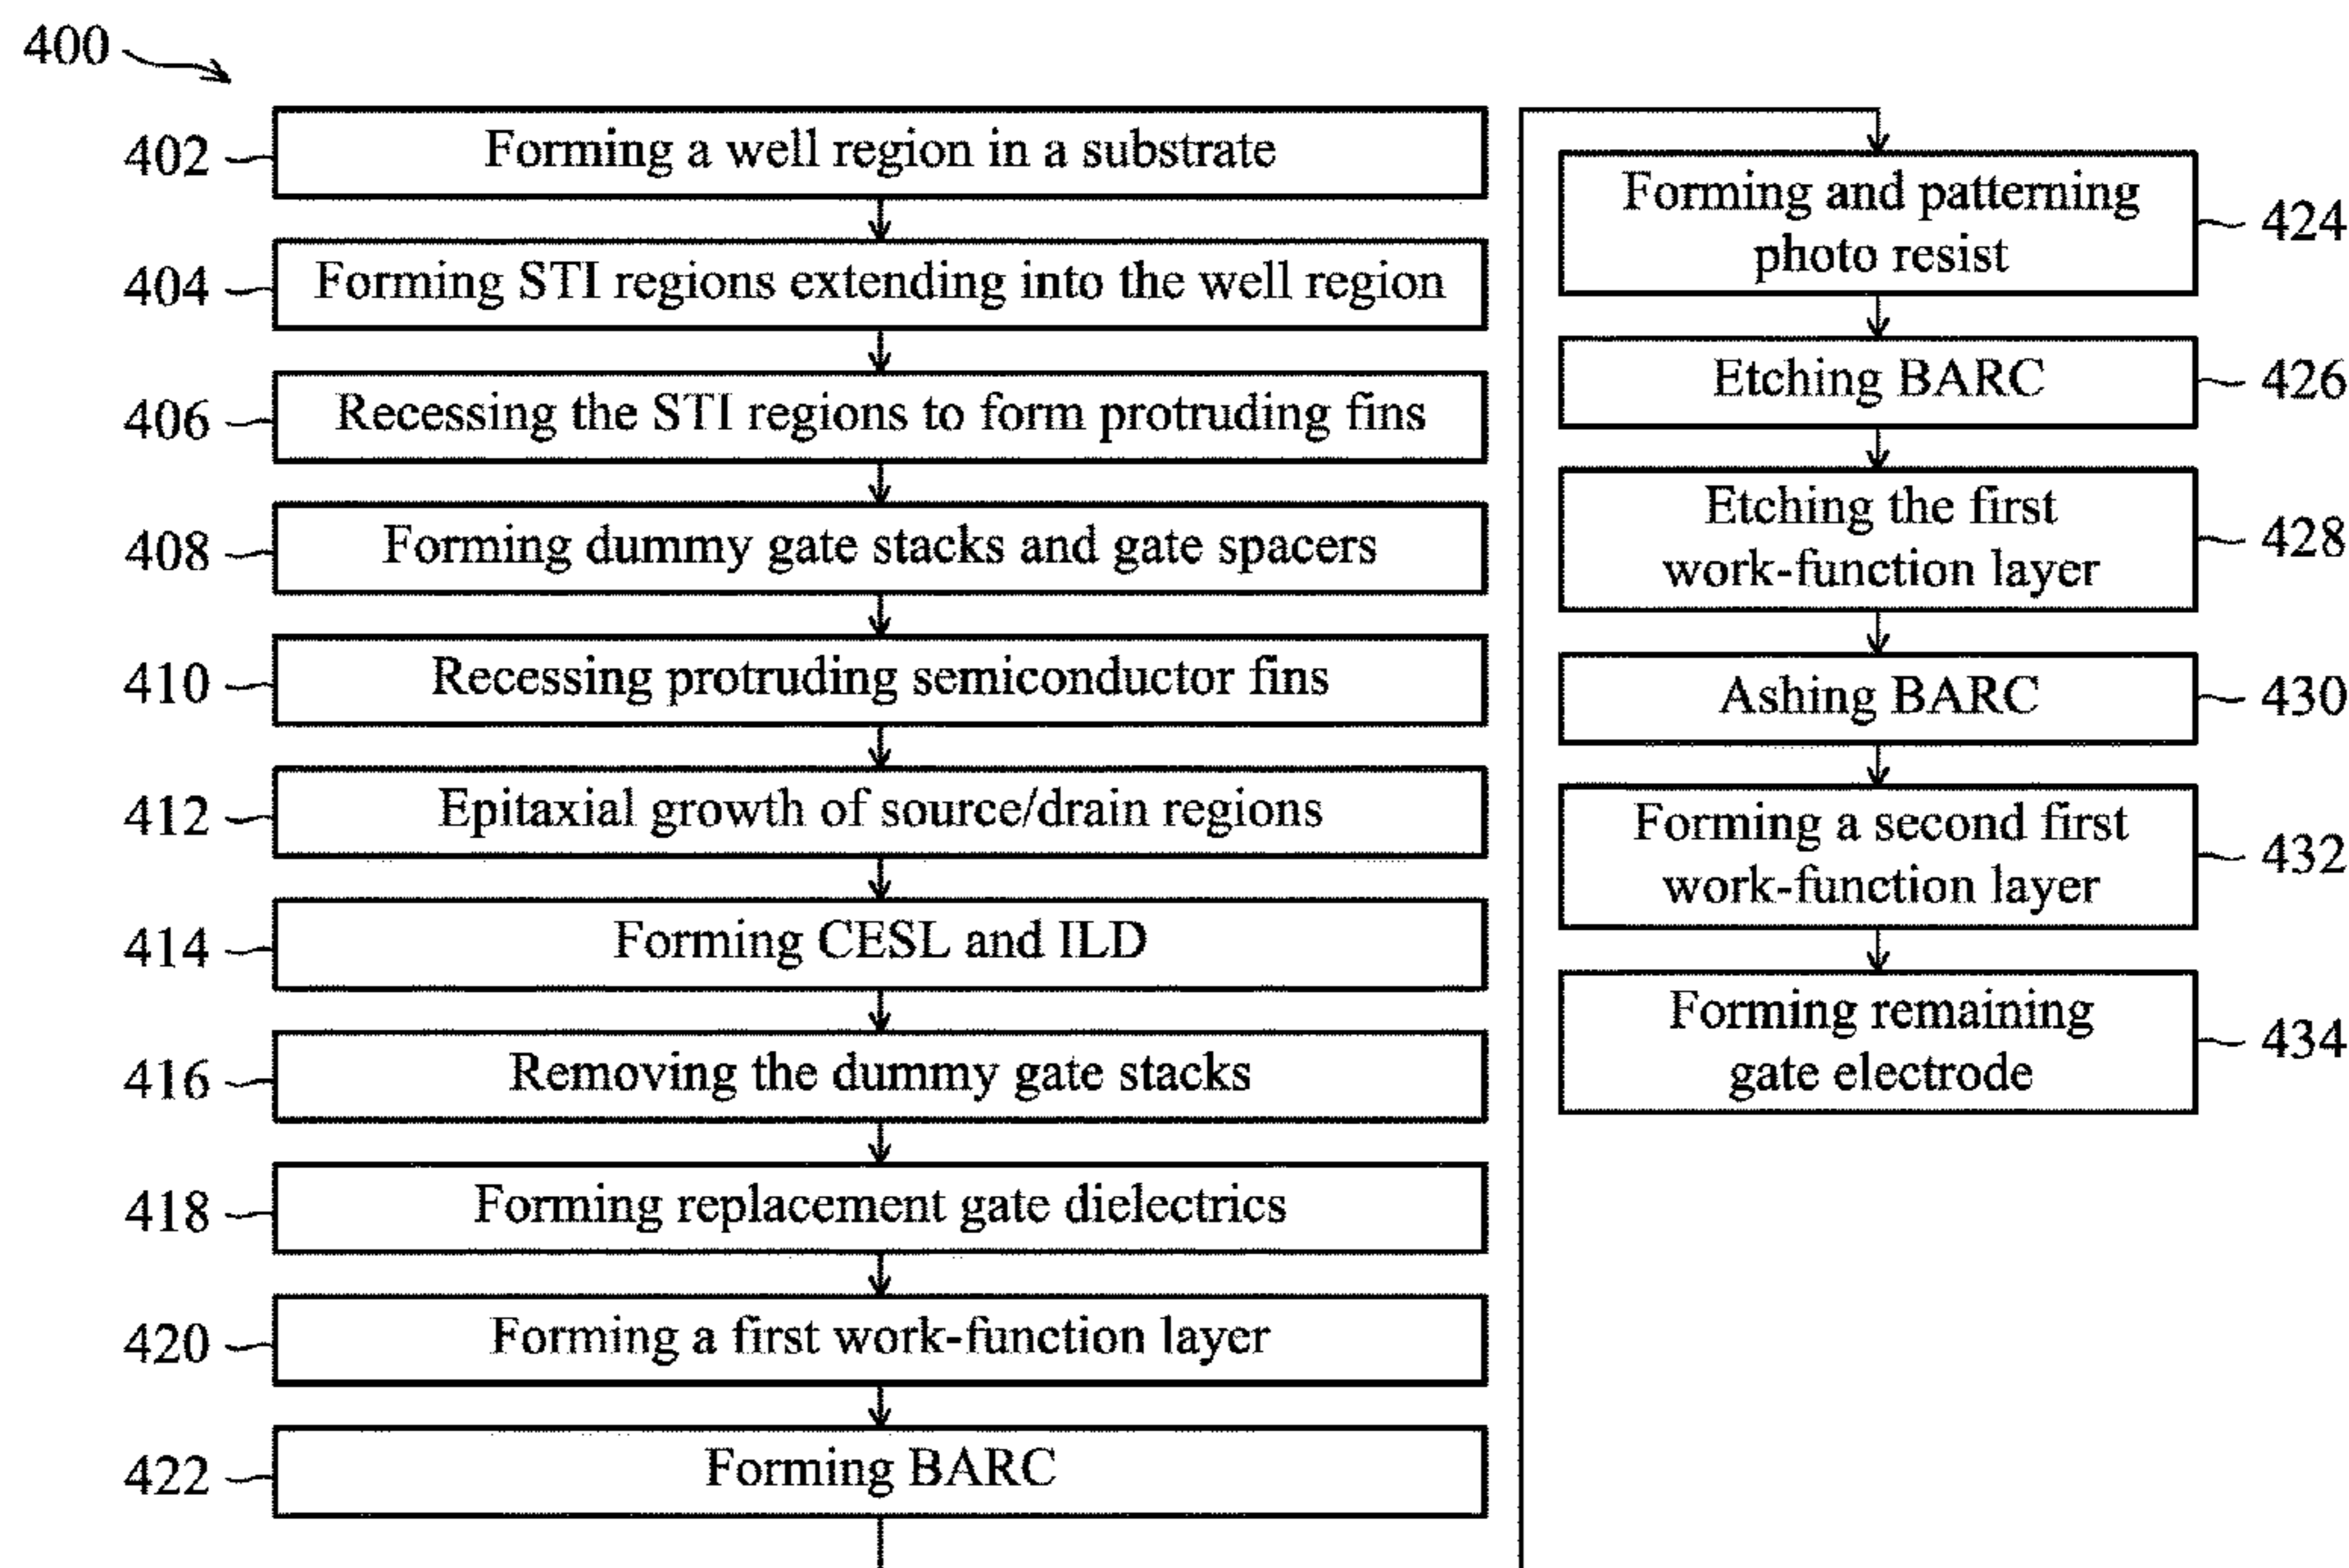 400
402 Forming a well region in a substrate
404 Forming STI regions extending into the well region
406 Recessing the STI regions to form protruding fins
408 Forming dummy gate stacks and gate spacers
410 Recessing protruding semiconductor fins
412 Epitaxial growth of source/drain regions
414 Forming CESL and ILD
416 Removing the dummy gate stacks
418 Forming replacement gate dielectrics
420 Forming a first work-function layer
422 Forming BARC
Forming and patterning
photo resist
424
Etching BARC 426
Etching the first
work-function layer
428
Ashing BARC 430
Forming a second first
work-function layer
432
Forming remaining
gate electrode
434